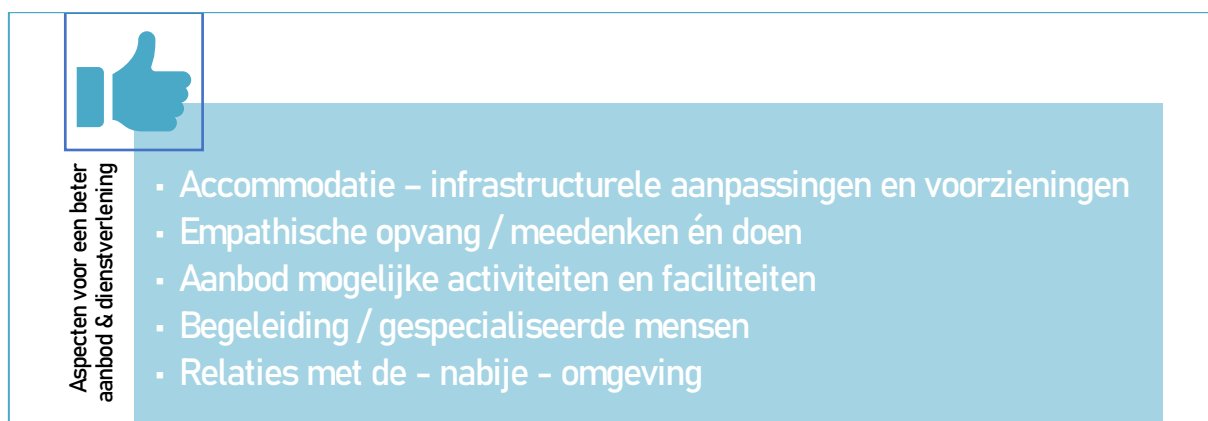 Aspecten voor een beter
aanbod & dienstverlening
▪ Accommodatie – infrastructurele aanpassingen en voorzieningen
▪ Empathische opvang / meedenken én doen
▪ Aanbod mogelijke activiteiten en faciliteiten
▪ Begeleiding / gespecialiseerde mensen
▪ Relaties met de - nabije - omgeving